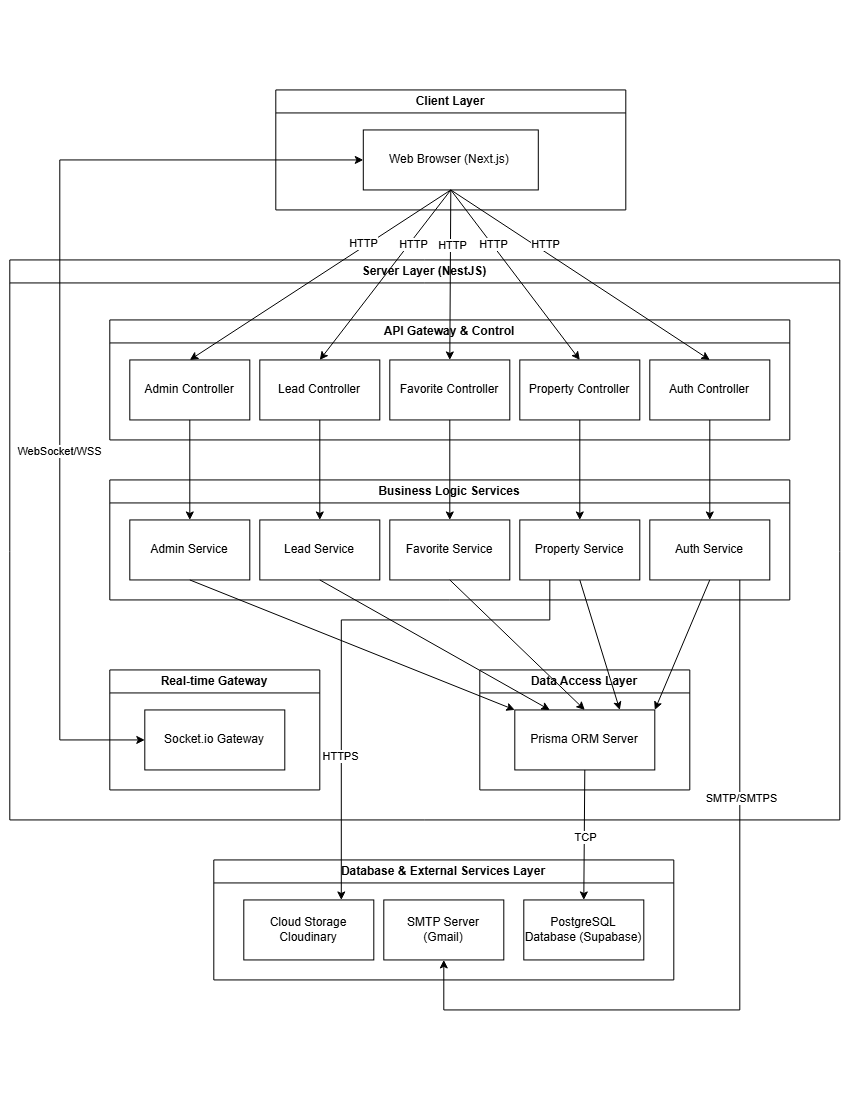 Client Layer
Web Browser (Next.js)
HTTP
HTTP
HTTP
HTTP
HTTP
Server Layer (NestJS)
API Gateway & Control
Admin Controller
Lead Controller
Favorite Controller
Property Controller
Auth Controller
WebSocket/WSS
Business Logic Services
Admin Service
Lead Service
Favorite Service
Property Service
Auth Service
Real-time Gateway
Data Access Layer
Socket.io Gateway
Prisma ORM Server
HTTPS
SMTP/SMTPS
TCP
Database & External Services Layer
Cloud Storage
Cloudinary
SMTP Server
(Gmail)
PostgreSQL
Database (Supabase)